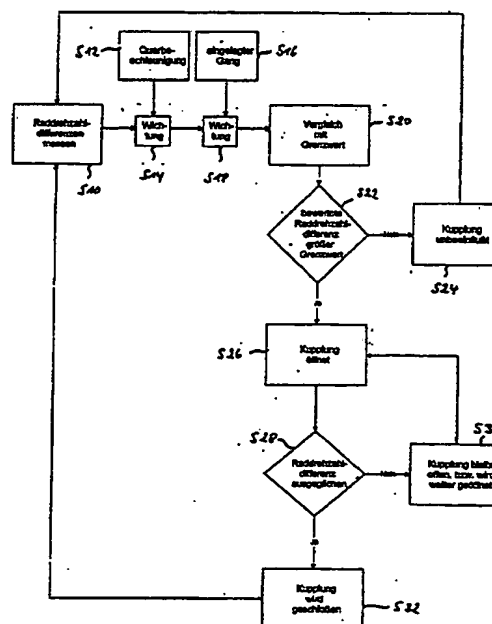 S12
Querbe-
schleunigung
eingelegter
Gang
S16
Raddrehzahl-
differenzen
messen
S10
Wich-
tung
S14
Wich-
tung
S18
Vergleich
mit
Grenzwert
S20
bewertete
Raddrehzahl-
differenz
größer
Grenzwert
S22
Nein
Kupplung
unbeeinflußt
S24
Ja
S26
Kupplung
öffnet
S28
Raddrehzahl-
differenz
ausgeglichen
Nein
S3
Kupplung bleibt
offen, bzw. wird
weiter geöffnet
Ja
Kupplung
wird
geschloßen
S32